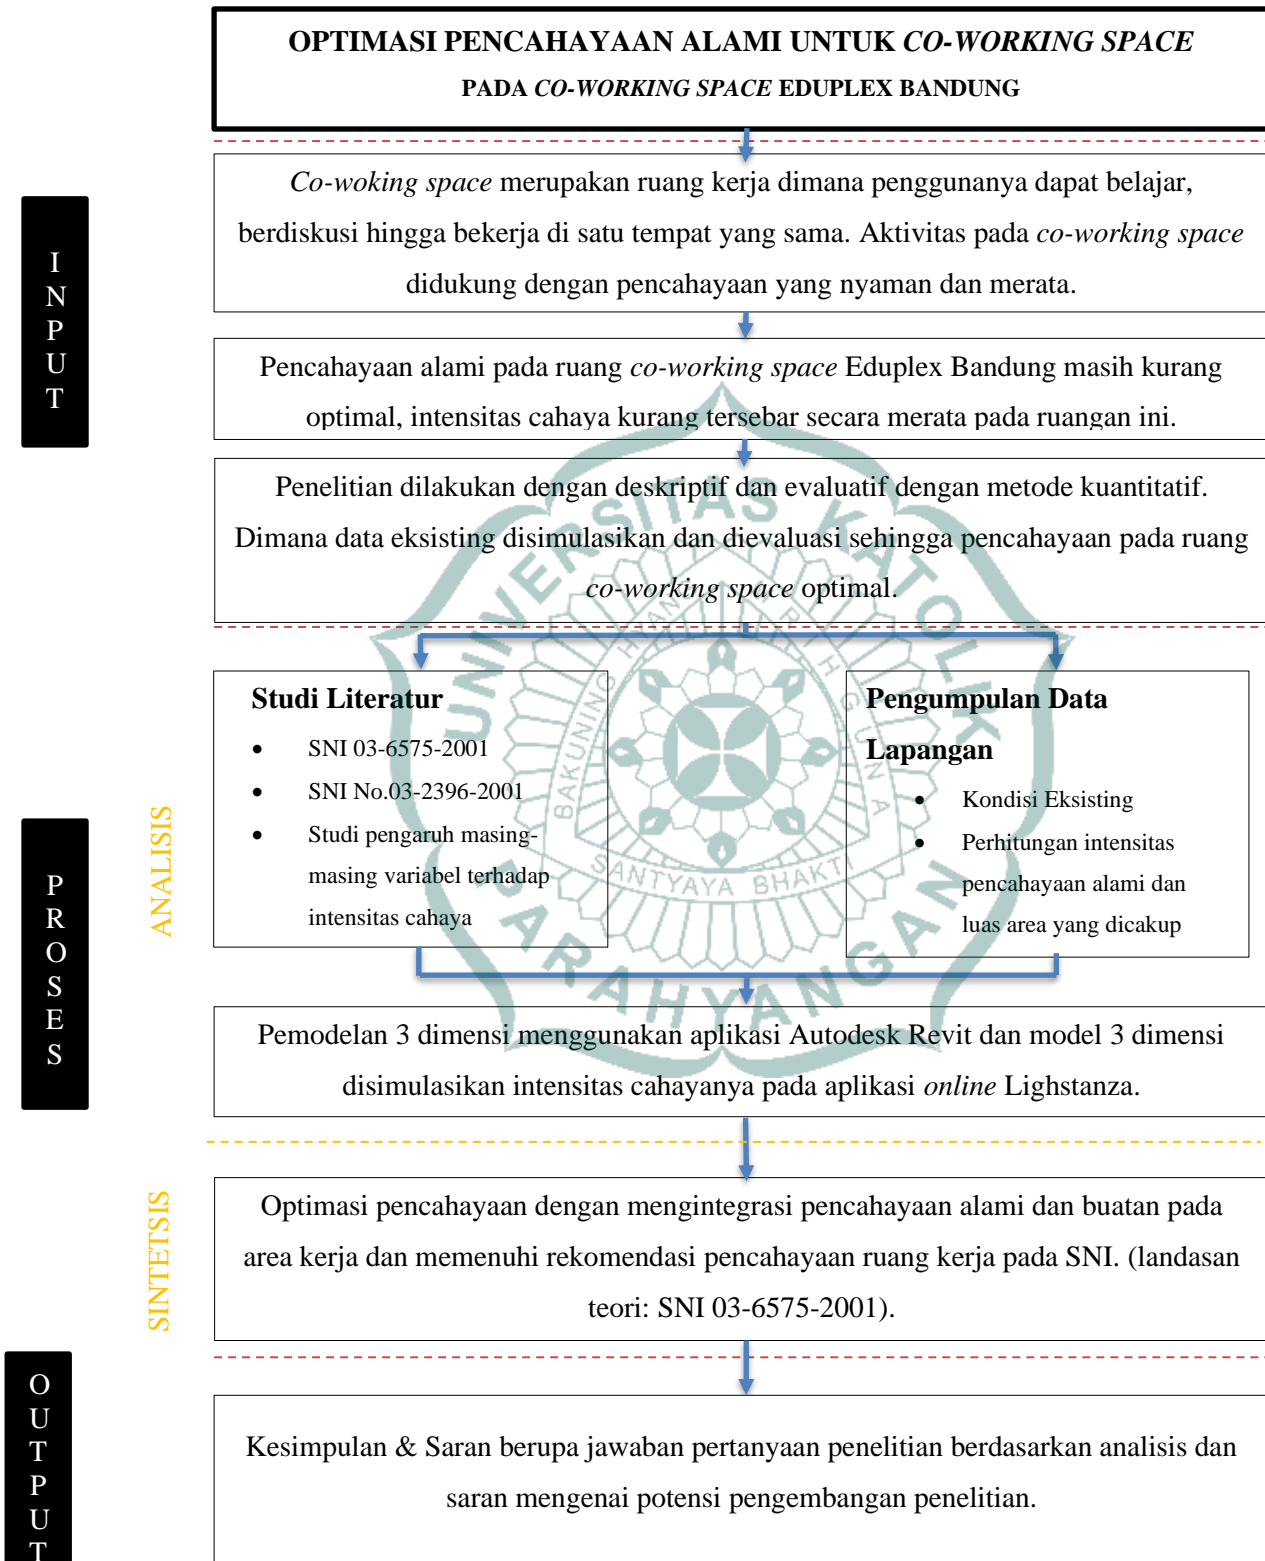 OPTIMASI PENCAHAYAAN ALAMI UNTUK CO-WORKING SPACE
PADA CO-WORKING SPACE EDUPLEX BANDUNG
INPUT
Co-woking space merupakan ruang kerja dimana penggunanya dapat belajar,
berdiskusi hingga bekerja di satu tempat yang sama. Aktivitas pada co-working space
didukung dengan pencahayaan yang nyaman dan merata.
Pencahayaan alami pada ruang co-working space Eduplex Bandung masih kurang
optimal, intensitas cahaya kurang tersebar secara merata pada ruangan ini.
Penelitian dilakukan dengan deskriptif dan evaluatif dengan metode kuantitatif.
Dimana data eksisting disimulasikan dan dievaluasi sehingga pencahayaan pada ruang
co-working space optimal.
PROSES
ANALISIS
Studi Literatur
• SNI 03-6575-2001
• SNI No.03-2396-2001
• Studi pengaruh masing-
masing variabel terhadap
intensitas cahaya
Pengumpulan Data
Lapangan
• Kondisi Eksisting
• Perhitungan intensitas
pencahayaan alami dan
luas area yang dicakup
Pemodelan 3 dimensi menggunakan aplikasi Autodesk Revit dan model 3 dimensi
disimulasikan intensitas cahayanya pada aplikasi online Lighstanza.
SINTETSIS
Optimasi pencahayaan dengan mengintegrasi pencahayaan alami dan buatan pada
area kerja dan memenuhi rekomendasi pencahayaan ruang kerja pada SNI. (landasan
teori: SNI 03-6575-2001).
OUTPUT
Kesimpulan & Saran berupa jawaban pertanyaan penelitian berdasarkan analisis dan
saran mengenai potensi pengembangan penelitian.
UNIVERSITAS KATOLIK
PARAHYANGAN
BAKUNING HYANG MRIH GUNA
SANTYAYA BHAKTI